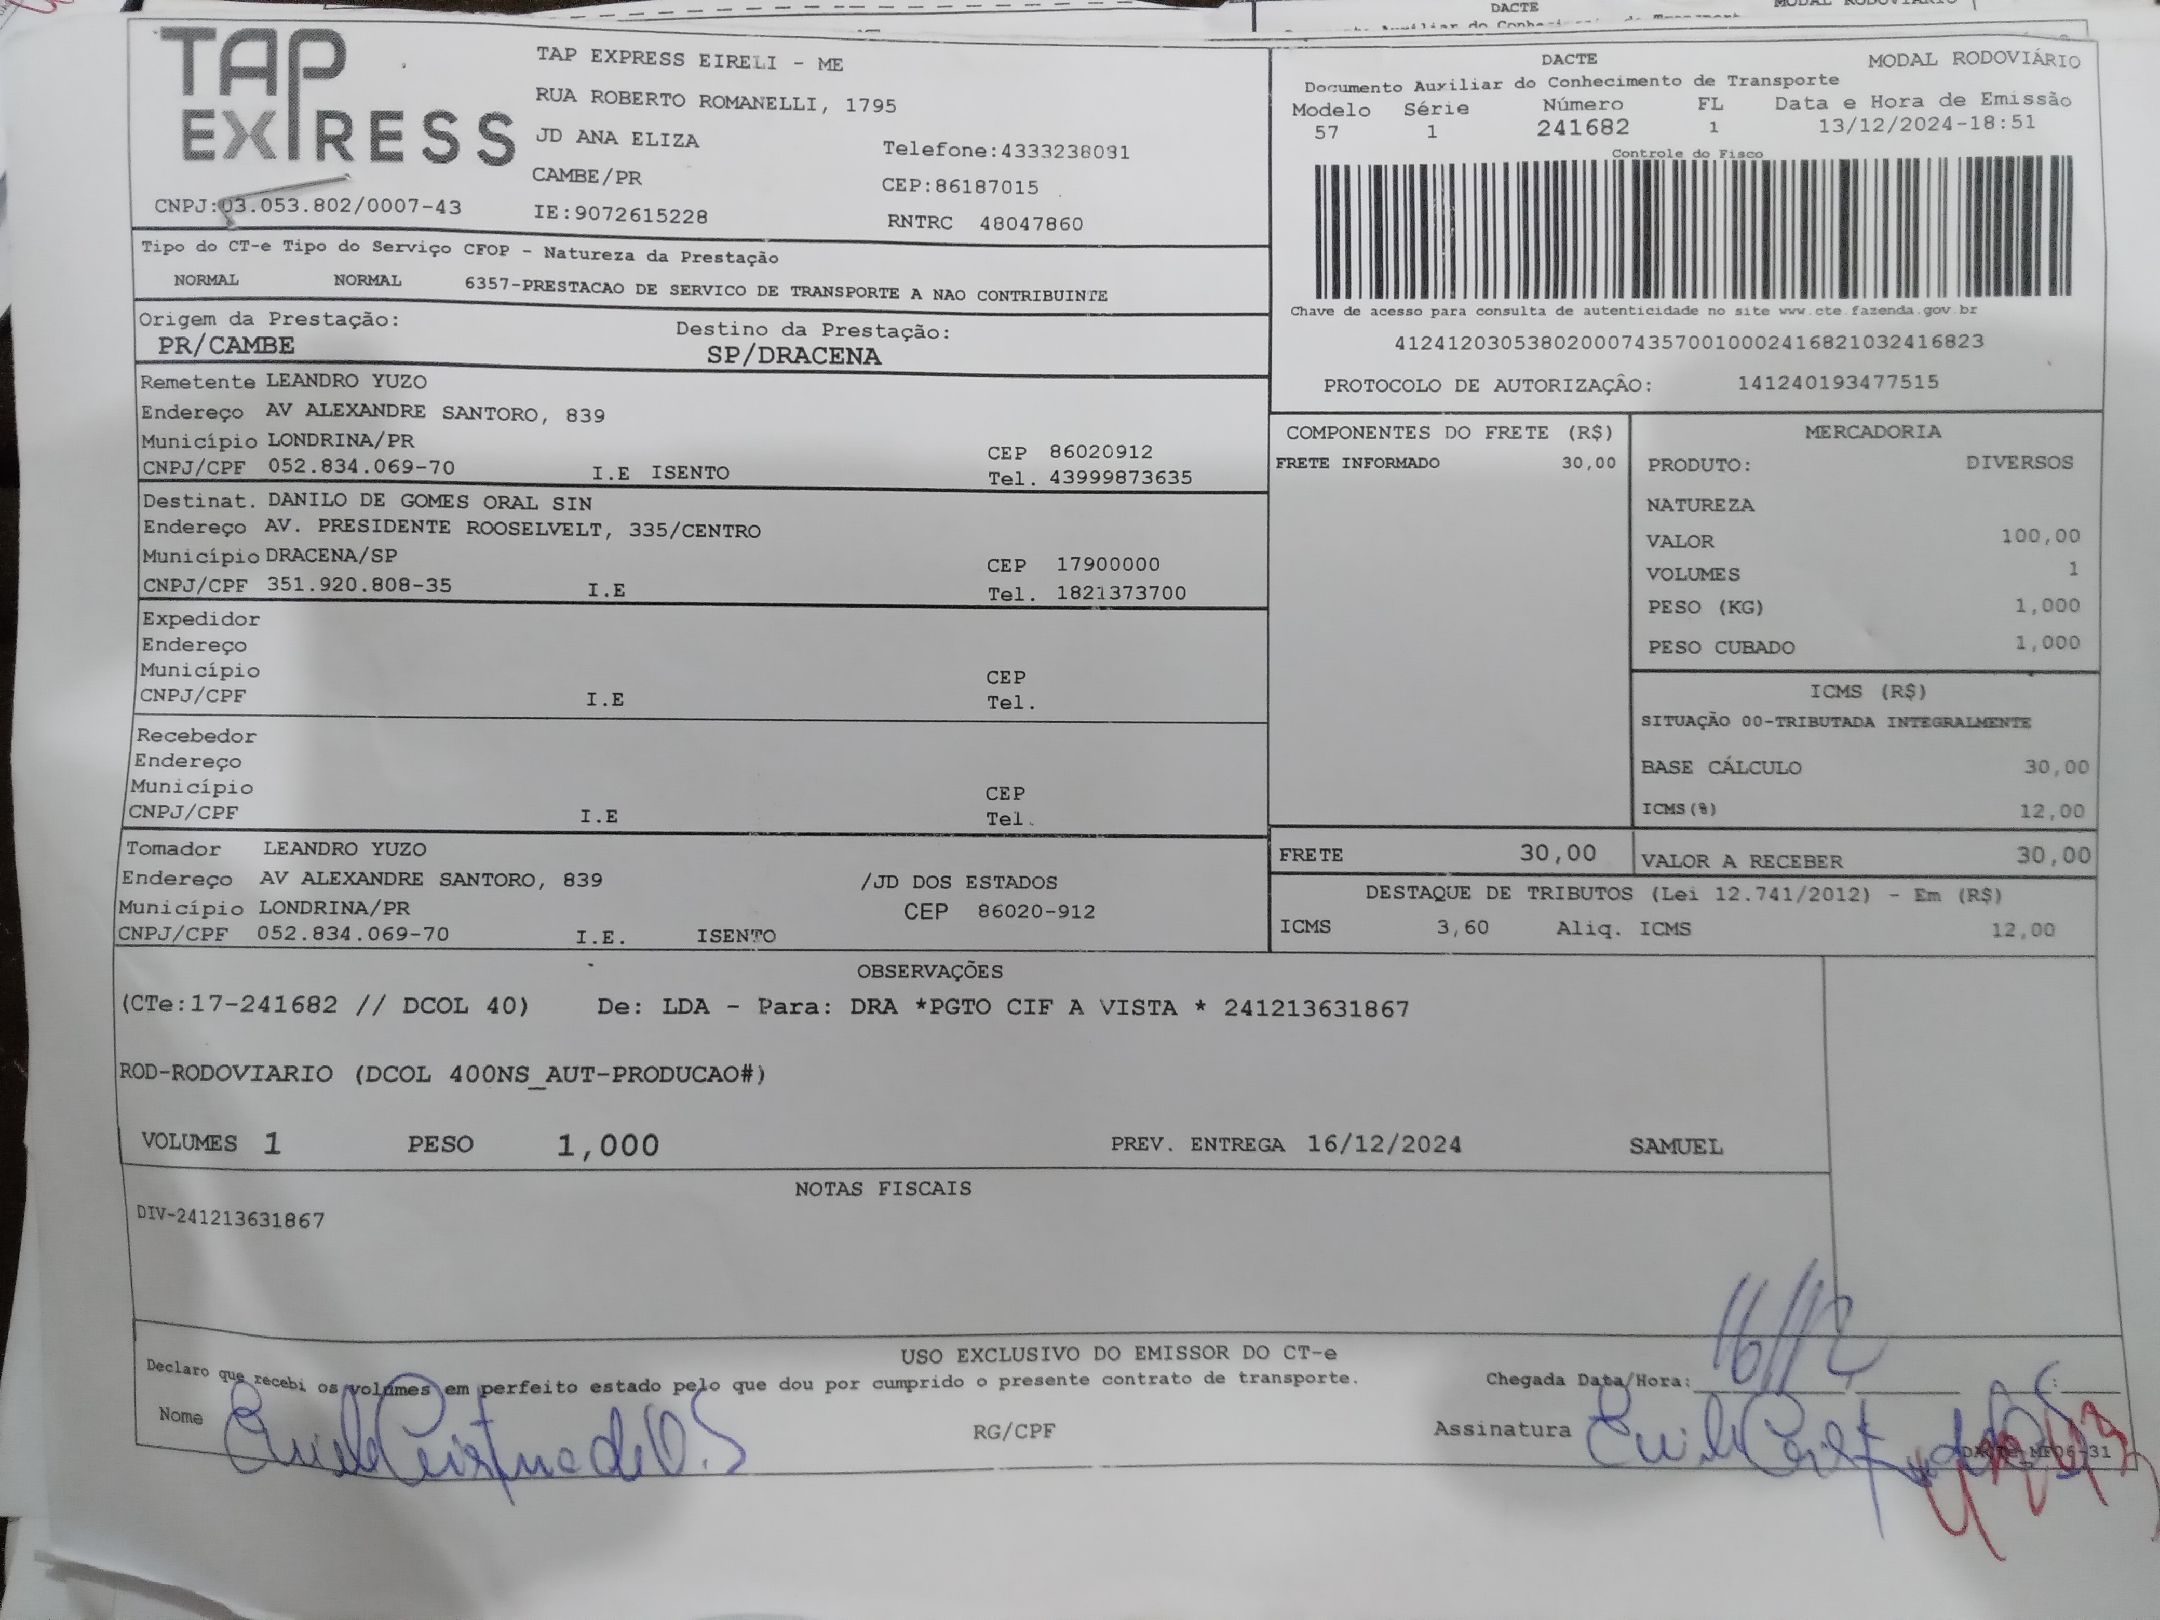 DACTE
MODAL RODOVIÁRIO
TAP
EXPRESS
CNPJ:03.053.802/0007-43
TAP EXPRESS EIRELI - ME
RUA ROBERTO ROMANELLI, 1795
JD ANA ELIZA
Telefone:4333238031
CAMBE/PR
CEP:86187015
IE:9072615228
RNTRC 48047860
DACTE
MODAL RODOVIÁRIO
Documento Auxiliar do Conhecimento de Transporte
Modelo Série Número FL Data e Hora de Emissão
57 1 241682 1 13/12/2024-18:51
Controle do Fisco
Chave de acesso para consulta de autenticidade no site www.cte.fazenda.gov.br
41241203053802000743570010002416821032416823
PROTOCOLO DE AUTORIZAÇÃO: 141240193477515
Tipo do CT-e Tipo do Serviço CFOP - Natureza da Prestação
NORMAL NORMAL 6357-PRESTACAO DE SERVICO DE TRANSPORTE A NAO CONTRIBUINTE
Origem da Prestação:
PR/CAMBE
Destino da Prestação:
SP/DRACENA
Remetente LEANDRO YUZO
Endereço AV ALEXANDRE SANTORO, 839
Município LONDRINA/PR
CEP 86020912
CNPJ/CPF 052.834.069-70 I.E ISENTO
Tel. 43999873635
Destinat. DANILO DE GOMES ORAL SIN
Endereço AV. PRESIDENTE ROOSELVELT, 335/CENTRO
Município DRACENA/SP
CEP 17900000
CNPJ/CPF 351.920.808-35 I.E
Tel. 1821373700
Expedidor
Endereço
Município
CEP
CNPJ/CPF I.E
Tel.
Recebedor
Endereço
Município
CEP
CNPJ/CPF I.E
Tel.
Tomador LEANDRO YUZO
Endereço AV ALEXANDRE SANTORO, 839 /JD DOS ESTADOS
Município LONDRINA/PR CEP 86020-912
CNPJ/CPF 052.834.069-70 I.E. ISENTO
COMPONENTES DO FRETE (R$)
FRETE INFORMADO 30,00
MERCADORIA
PRODUTO: DIVERSOS
NATUREZA
VALOR 100,00
VOLUMES 1
PESO (KG) 1,000
PESO CUBADO 1,000
ICMS (R$)
SITUAÇÃO 00-TRIBUTADA INTEGRALMENTE
BASE CÁLCULO 30,00
ICMS(%) 12,00
FRETE 30,00
VALOR A RECEBER 30,00
DESTAQUE DE TRIBUTOS (Lei 12.741/2012) - Em (R$)
ICMS 3,60 Aliq. ICMS 12,00
OBSERVAÇÕES
(CTe:17-241682 // DCOL 40) De: LDA - Para: DRA *PGTO CIF A VISTA * 241213631867
ROD-RODOVIARIO (DCOL 400NS_AUT-PRODUCAO#)
VOLUMES 1 PESO 1,000 PREV. ENTREGA 16/12/2024 SAMUEL
NOTAS FISCAIS
DIV-241213631867
USO EXCLUSIVO DO EMISSOR DO CT-e
Declaro que recebi os volumes em perfeito estado pelo que dou por cumprido o presente contrato de transporte.
Chegada Data/Hora: 16/12
Nome
RG/CPF
Assinatura